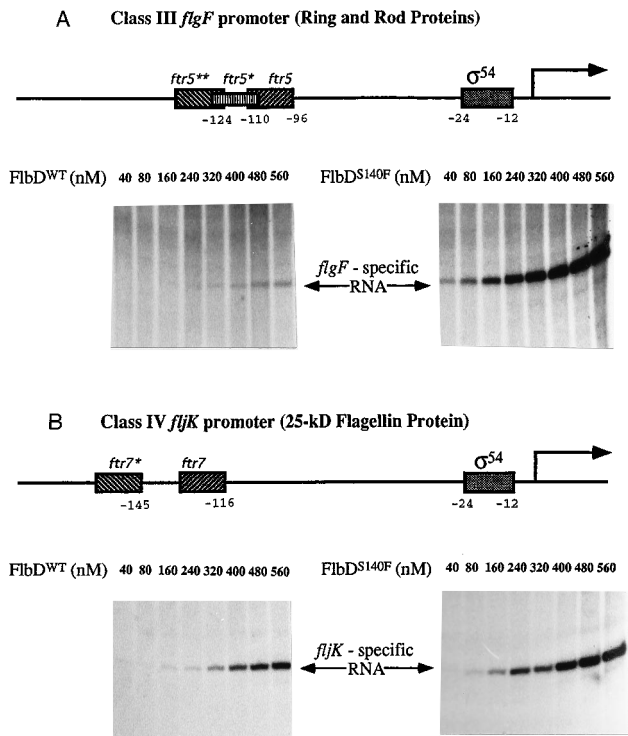 A Class III flgF promoter (Ring and Rod Proteins)
ftr5** ftr5* ftr5 σ54
-124 -110 -96 -24 -12
FlbDWT (nM) 40 80 160 240 320 400 480 560 FlbDS140F (nM) 40 80 160 240 320 400 480 560
flgF - specific
RNA
B Class IV fljK promoter (25-kD Flagellin Protein)
ftr7* ftr7 σ54
-145 -116 -24 -12
FlbDWT (nM) 40 80 160 240 320 400 480 560 FlbDS140F (nM) 40 80 160 240 320 400 480 560
fljK - specific
RNA